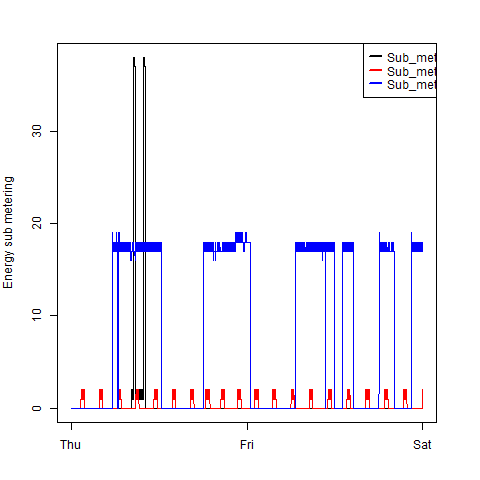 Sub_met
Sub_met
Sub_met
Energy sub metering
30
20
10
0
Thu Fri Sat